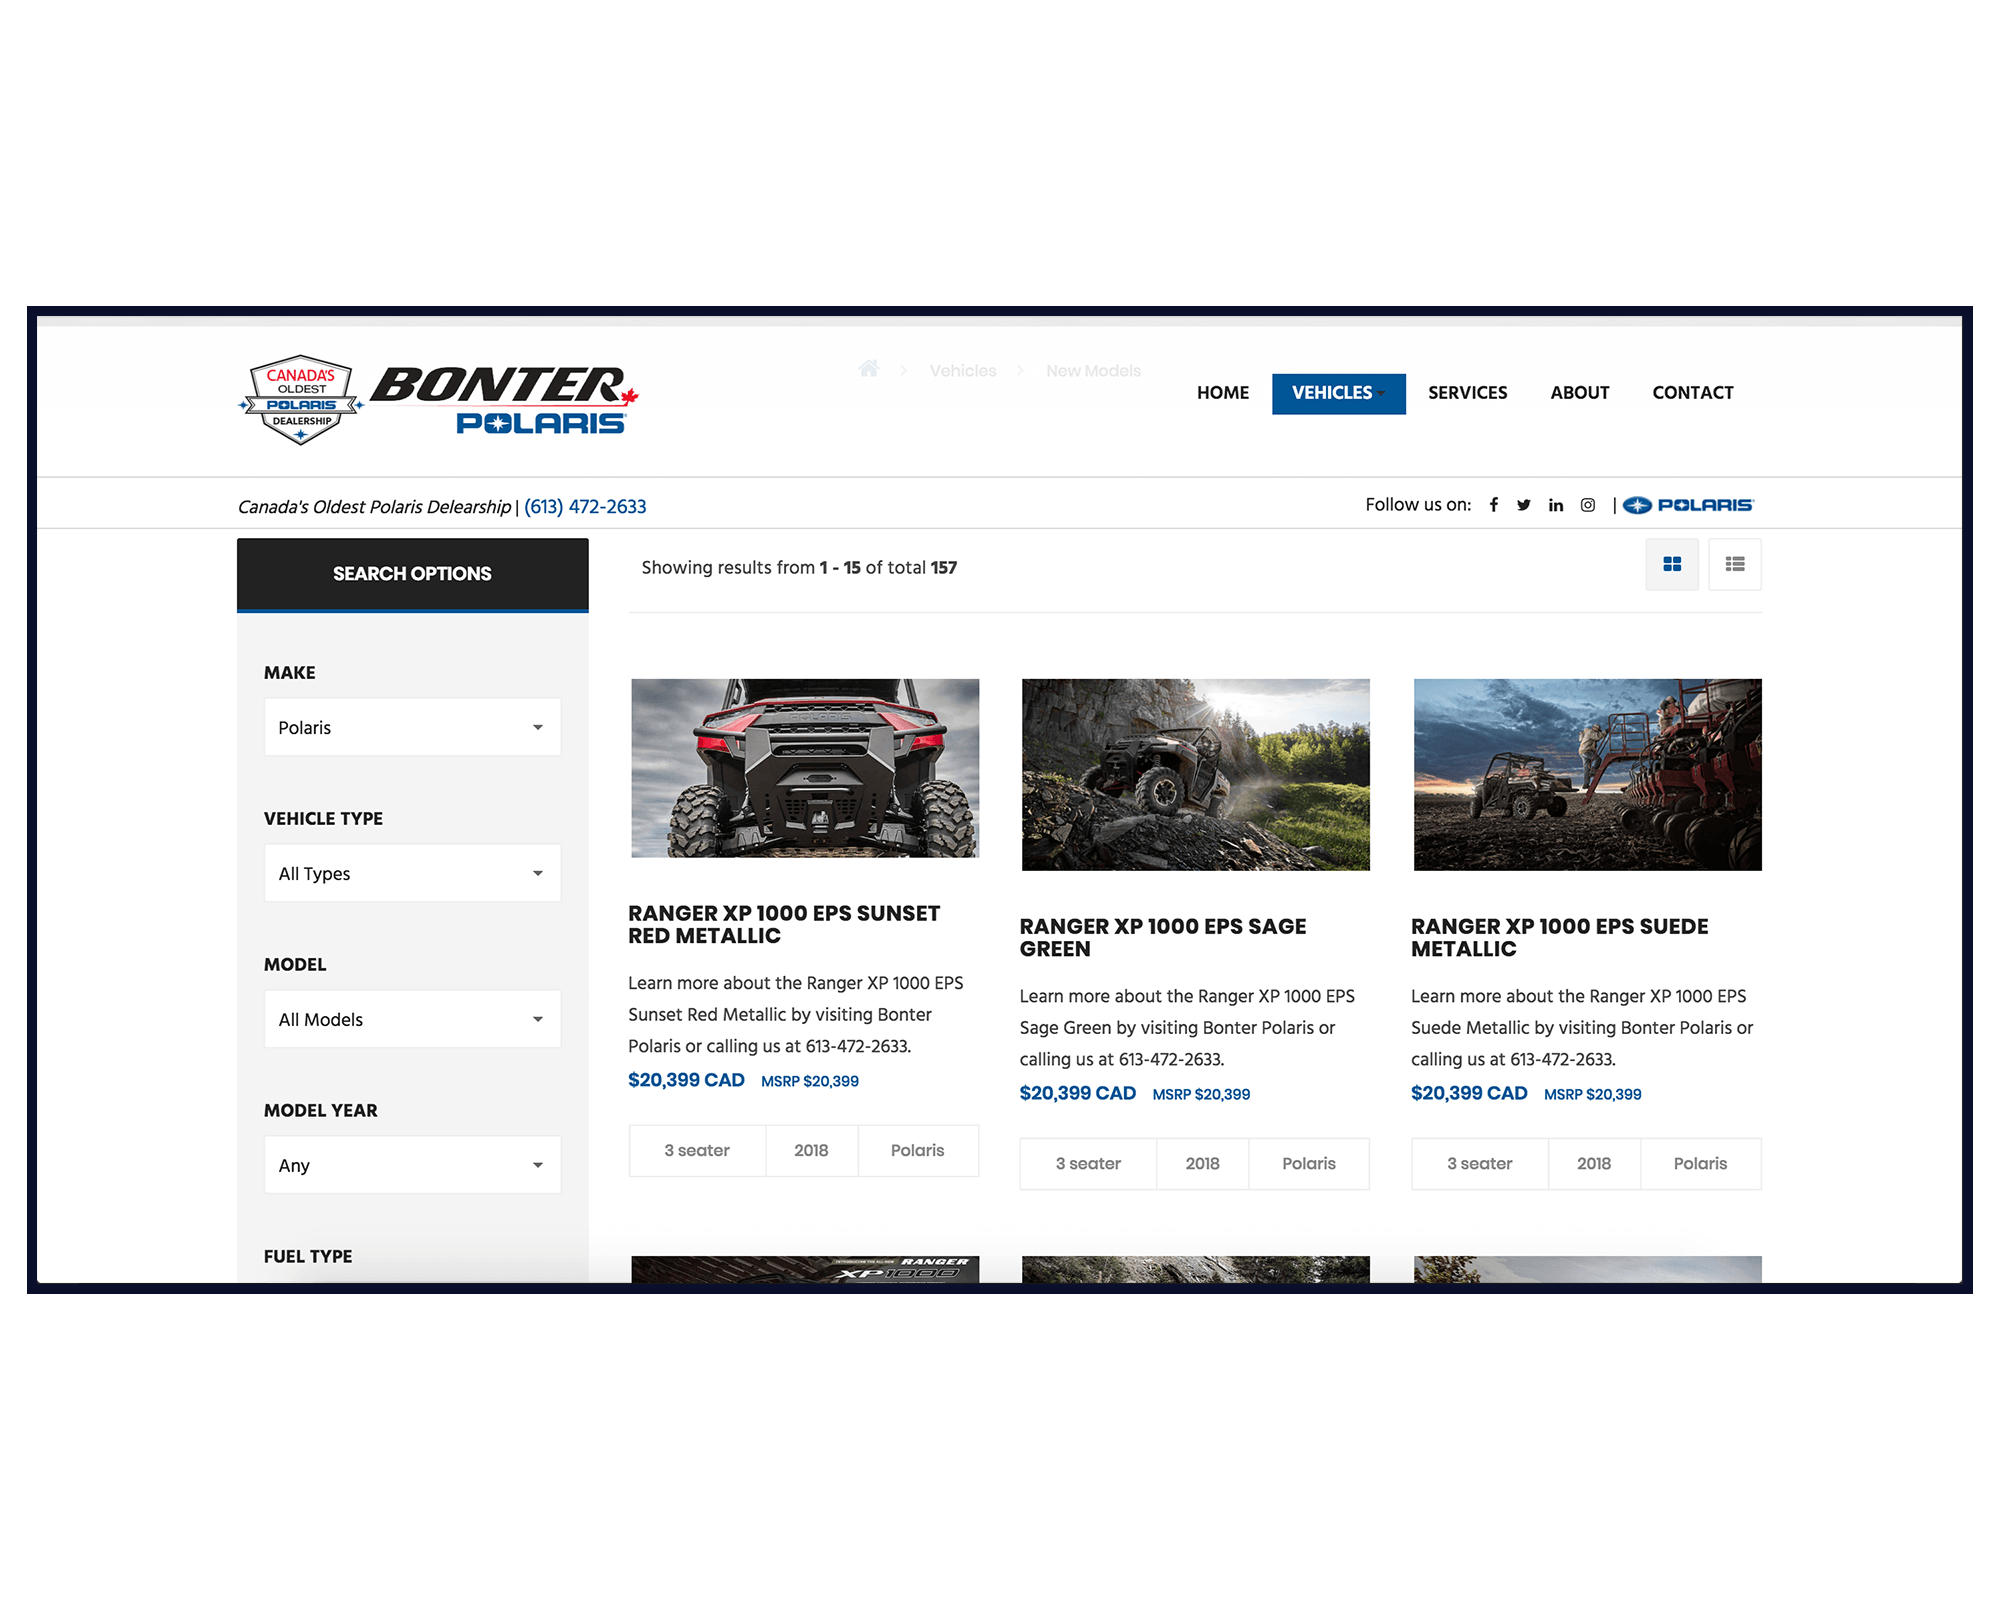 CANADA'S
OLDEST
POLARIS
DEALERSHIP
BONTER
POLARIS
Vehicles
New Models
HOME
VEHICLES
SERVICES
ABOUT
CONTACT
Canada's Oldest Polaris Delearship | (613) 472-2633
Follow us on:
| POLARIS
SEARCH OPTIONS
Showing results from 1 - 15 of total 157
MAKE
Polaris
VEHICLE TYPE
All Types
MODEL
All Models
MODEL YEAR
Any
FUEL TYPE
POLARIS
RANGER XP 1000 EPS SUNSET
RED METALLIC
Learn more about the Ranger XP 1000 EPS
Sunset Red Metallic by visiting Bonter
Polaris or calling us at 613-472-2633.
$20,399 CAD MSRP $20,399
3 seater 2018 Polaris
RANGER XP 1000 EPS SAGE
GREEN
Learn more about the Ranger XP 1000 EPS
Sage Green by visiting Bonter Polaris or
calling us at 613-472-2633.
$20,399 CAD MSRP $20,399
3 seater 2018 Polaris
RANGER XP 1000 EPS SUEDE
METALLIC
Learn more about the Ranger XP 1000 EPS
Suede Metallic by visiting Bonter Polaris or
calling us at 613-472-2633.
$20,399 CAD MSRP $20,399
3 seater 2018 Polaris
INTRODUCING THE ALL-NEW RANGER
XP 1000